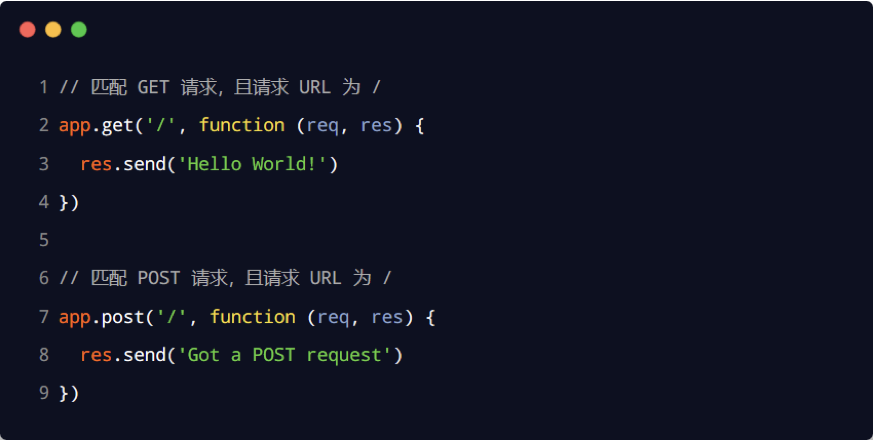 1 // 匹配 GET 请求，且请求 URL 为 /
2 app.get('/', function (req, res) {
3   res.send('Hello World!')
4 })
5
6 // 匹配 POST 请求，且请求 URL 为 /
7 app.post('/', function (req, res) {
8   res.send('Got a POST request')
9 })